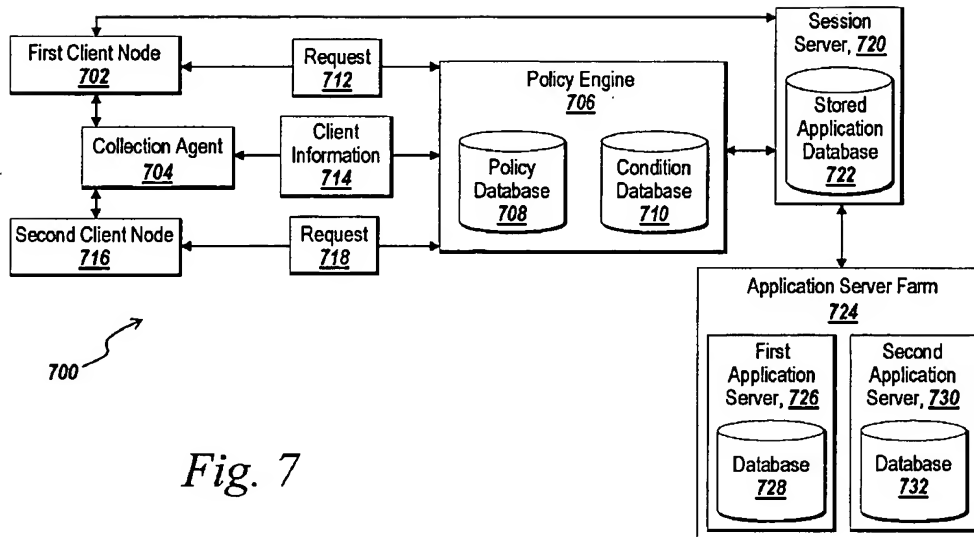 First Client Node
702
Request
712
Session
Server, 720
Stored
Application
Database
722
Policy Engine
706
Collection Agent
704
Client
Information
714
Policy
Database
708
Condition
Database
710
Second Client Node
716
Request
718
Application Server Farm
724
First
Application
Server, 726
Database
728
Second
Application
Server, 730
Database
732
700
Fig. 7